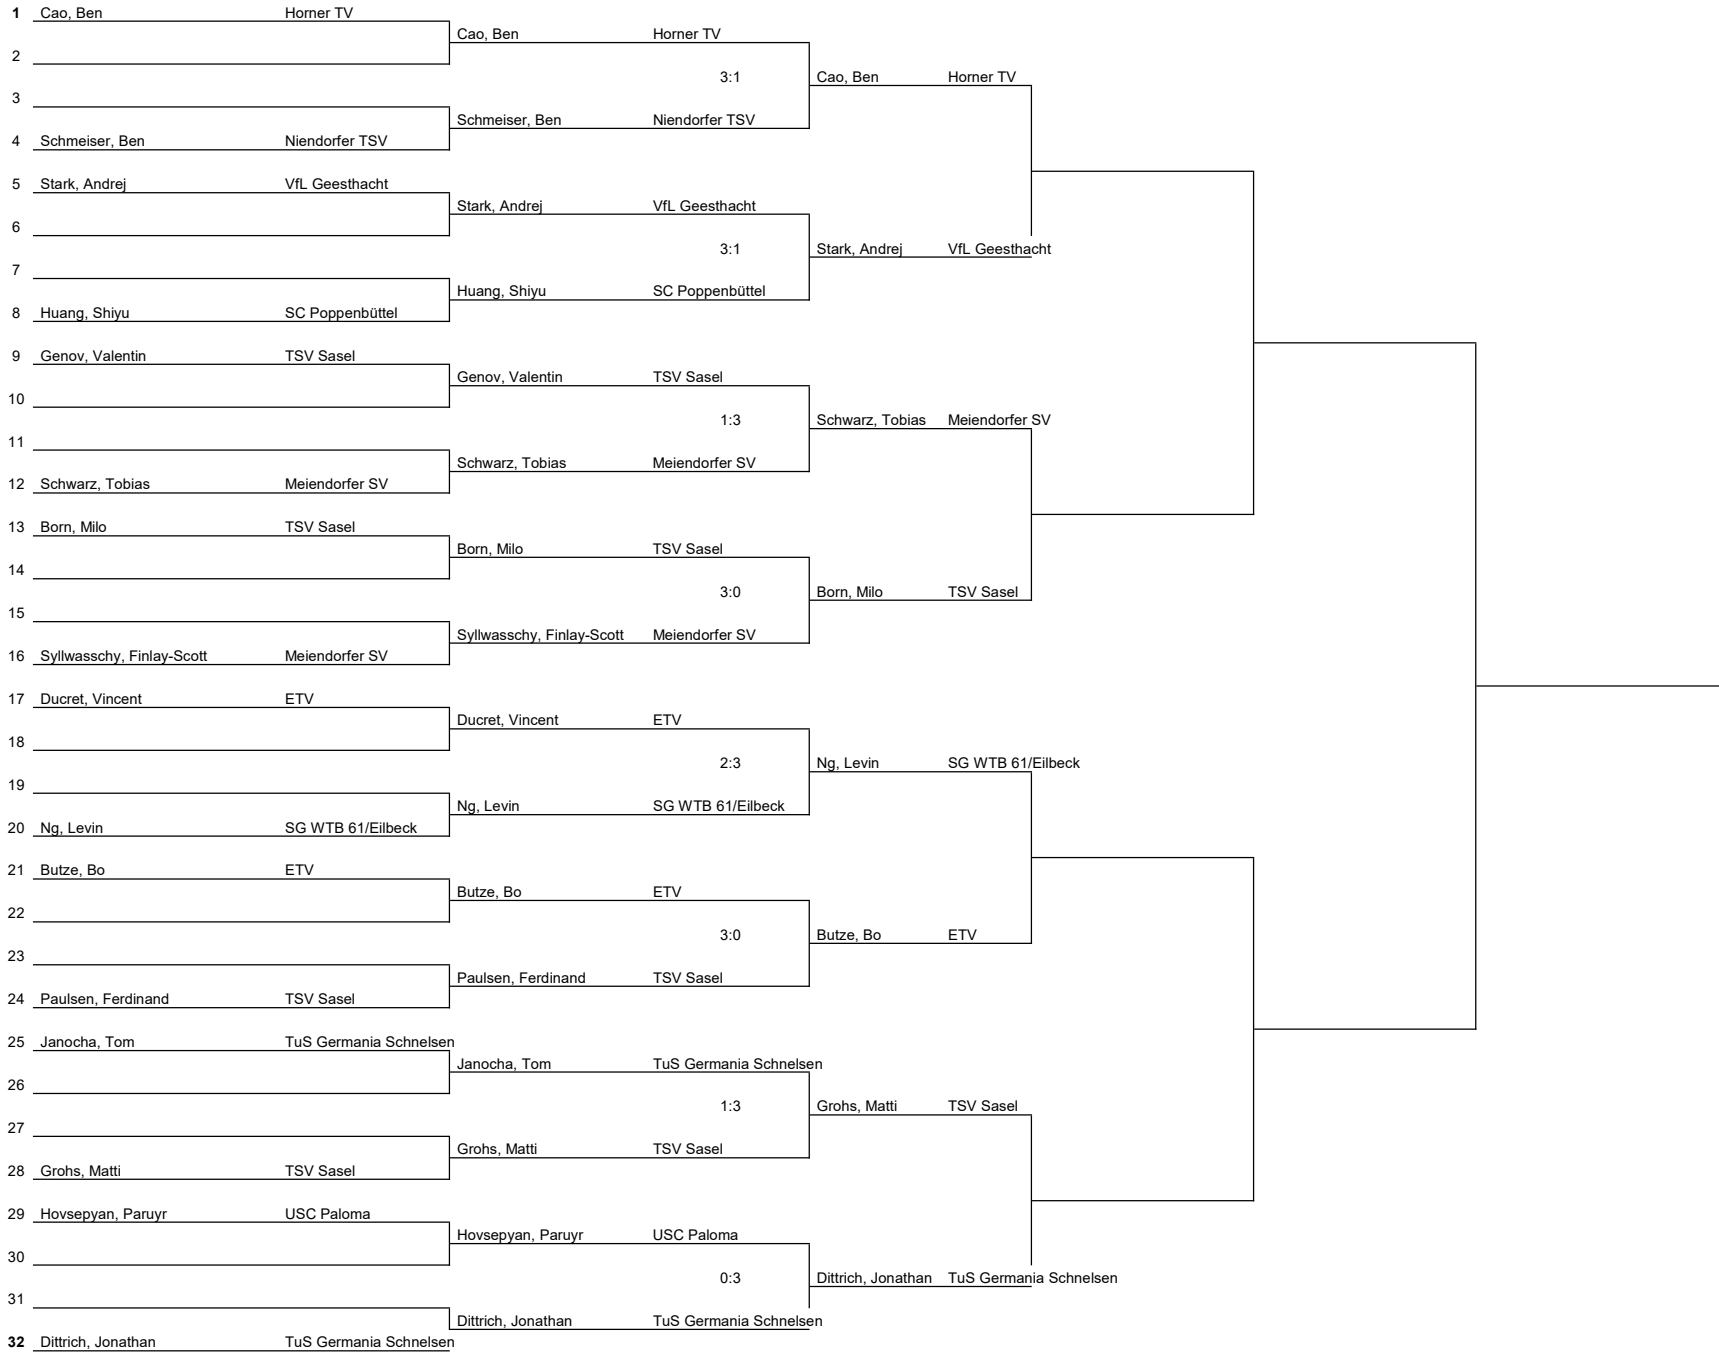 1 Cao, Ben Horner TV
Cao, Ben Horner TV
2
3:1 Cao, Ben Horner TV
3
Schmeiser, Ben Niendorfer TSV
4 Schmeiser, Ben Niendorfer TSV
5 Stark, Andrej VfL Geesthacht
Stark, Andrej VfL Geesthacht
6
3:1 Stark, Andrej VfL Geesthacht
7
Huang, Shiyu SC Poppenbüttel
8 Huang, Shiyu SC Poppenbüttel
9 Genov, Valentin TSV Sasel
Genov, Valentin TSV Sasel
10
1:3 Schwarz, Tobias Meiendorfer SV
11
Schwarz, Tobias Meiendorfer SV
12 Schwarz, Tobias Meiendorfer SV
13 Born, Milo TSV Sasel
Born, Milo TSV Sasel
14
3:0 Born, Milo TSV Sasel
15
Syllwasschy, Finlay-Scott Meiendorfer SV
16 Syllwasschy, Finlay-Scott Meiendorfer SV
17 Ducret, Vincent ETV
Ducret, Vincent ETV
18
2:3 Ng, Levin SG WTB 61/Eilbeck
19
Ng, Levin SG WTB 61/Eilbeck
20 Ng, Levin SG WTB 61/Eilbeck
21 Butze, Bo ETV
Butze, Bo ETV
22
3:0 Butze, Bo ETV
23
Paulsen, Ferdinand TSV Sasel
24 Paulsen, Ferdinand TSV Sasel
25 Janocha, Tom TuS Germania Schnelsen
Janocha, Tom TuS Germania Schnelsen
26
1:3 Grohs, Matti TSV Sasel
27
Grohs, Matti TSV Sasel
28 Grohs, Matti TSV Sasel
29 Hovsepyan, Paruyr USC Paloma
Hovsepyan, Paruyr USC Paloma
30
0:3 Dittrich, Jonathan TuS Germania Schnelsen
31
Dittrich, Jonathan TuS Germania Schnelsen
32 Dittrich, Jonathan TuS Germania Schnelsen